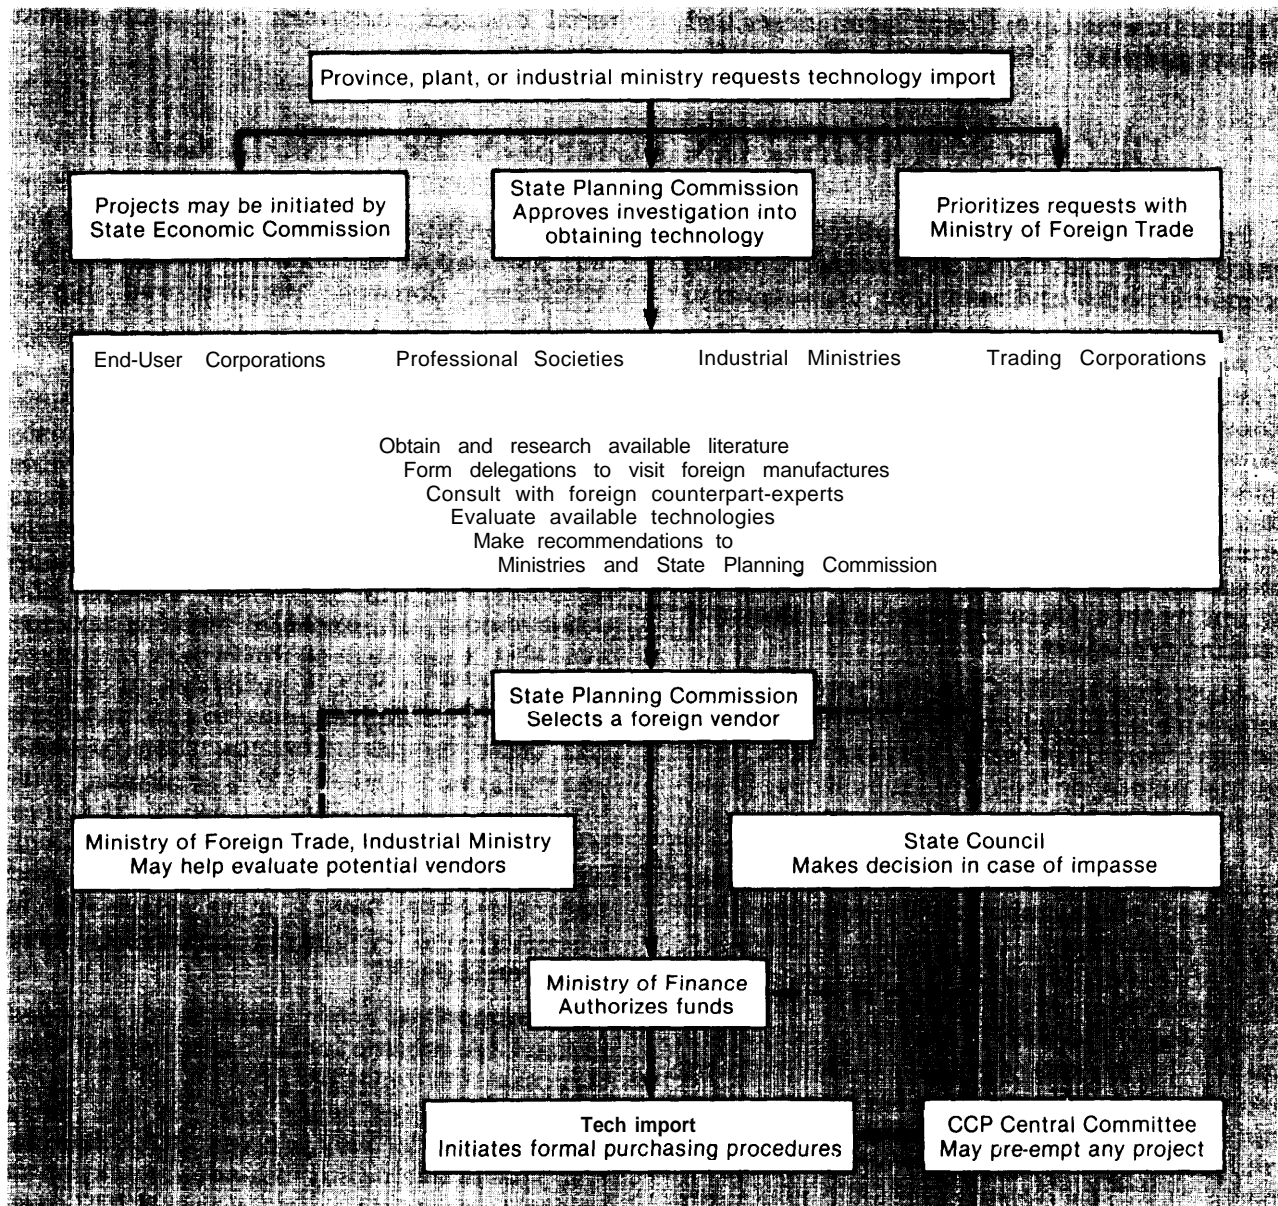 Province, plant, or industrial ministry requests technology import
Projects may be initiated by
State Economic Commission
State Planning Commission
Approves investigation into
obtaining technology
Prioritizes requests with
Ministry of Foreign Trade
End-User Corporations
Professional Societies
Industrial Ministries
Trading Corporations
Obtain and research available literature
Form delegations to visit foreign manufactures
Consult with foreign counterpart-experts
Evaluate available technologies
Make recommendations to
Ministries and State Planning Commission
State Planning Commission
Selects a foreign vendor
Ministry of Foreign Trade, Industrial Ministry
May help evaluate potential vendors
State Council
Makes decision in case of impasse
Ministry of Finance
Authorizes funds
Tech import
Initiates formal purchasing procedures
CCP Central Committee
May pre-empt any project